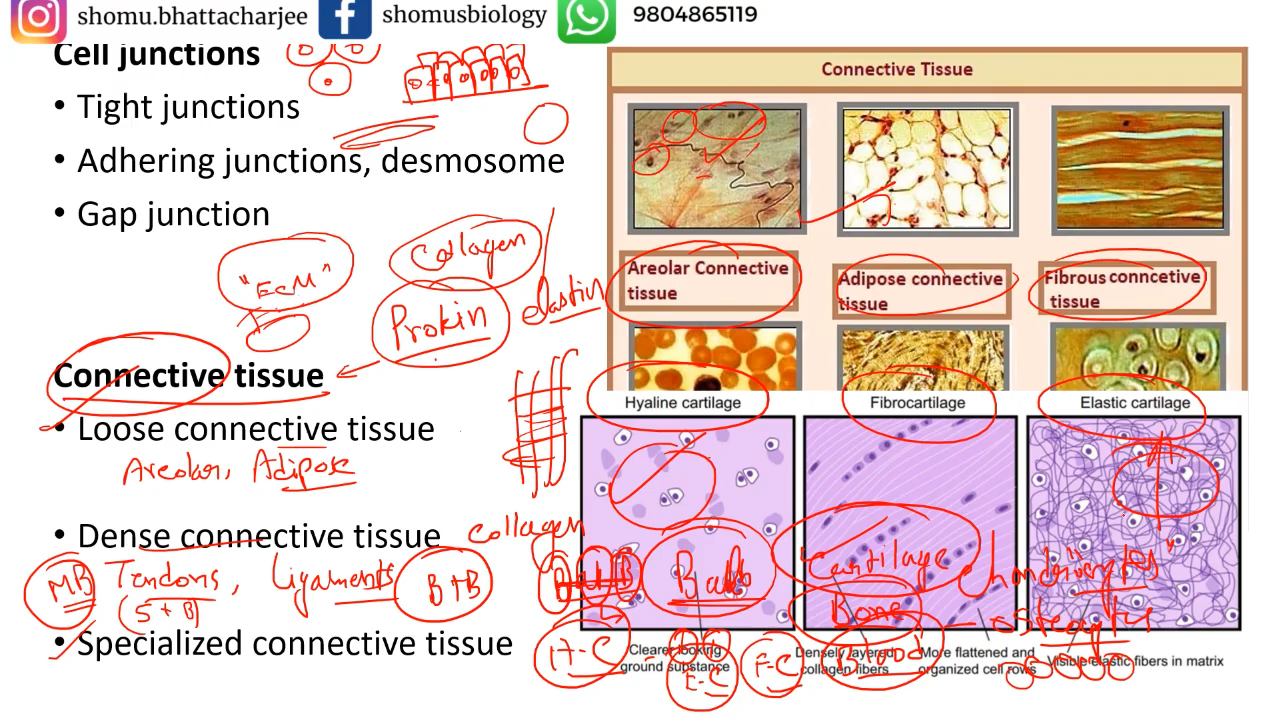 shomu.bhattacharjee shomusbiology 9804865119
Cell junctions
• Tight junctions
• Adhering junctions, desmosome
• Gap junction
"ECM"
Collagen
Protein
elastin
Connective tissue
• Loose connective tissue
Areolar, Adipose
• Dense connective tissue
collagen
MB Tendons, Ligaments B+B
(S+B)
• Specialized connective tissue
Connective Tissue
Areolar Connective
tissue
Adipose connective
tissue
Fibrous conncetive
tissue
Hyaline cartilage
Fibrocartilage
Elastic cartilage
Cartilage
Chondriocytes"
Bone
osteocytes
Blood
H-C
E-C
F-C
Clearer looking
ground substance
Densely layered
collagen fibers
More flattened and
organized cell rows
Visible elastic fibers in matrix